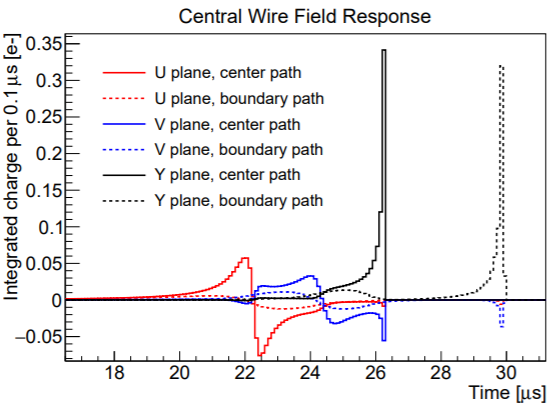 Central Wire Field Response
Integrated charge per 0.1 μs [e-]
0.35
0.3
0.25
0.2
0.15
0.1
0.05
0
−0.05
U plane, center path
U plane, boundary path
V plane, center path
V plane, boundary path
Y plane, center path
Y plane, boundary path
18 20 22 24 26 28 30
Time [μs]